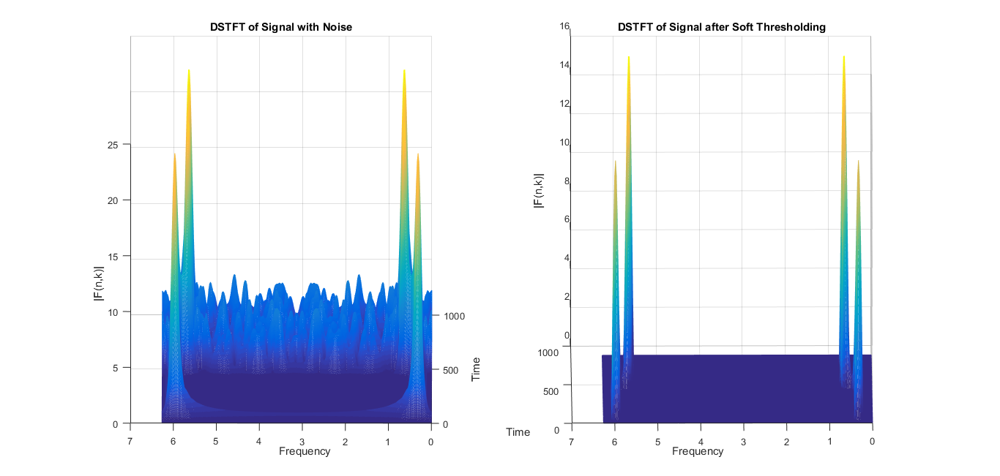 DSTFT of Signal with Noise
|F(n,k)|
25
20
15
10
5
0
1000
500
0
Time
7 6 5 4 3 2 1 0
Frequency
DSTFT of Signal after Soft Thresholding
|F(n,k)|
16
14
12
10
8
6
4
2
0
1000
500
0
Time
7 6 5 4 3 2 1 0
Frequency